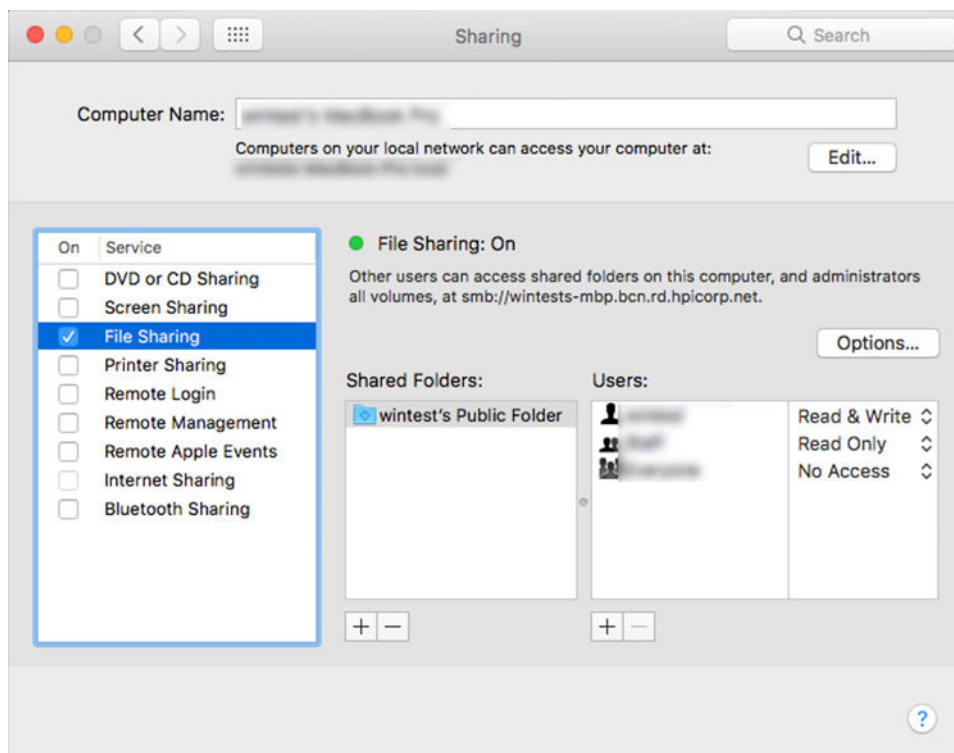 Sharing
Search
Computer Name:
Computers on your local network can access your computer at:
Edit...
On Service
DVD or CD Sharing
Screen Sharing
File Sharing
Printer Sharing
Remote Login
Remote Management
Remote Apple Events
Internet Sharing
Bluetooth Sharing
File Sharing: On
Other users can access shared folders on this computer, and administrators
all volumes, at smb://wintests-mbp.bcn.rd.hpicorp.net.
Options...
Shared Folders:
wintest's Public Folder
Users:
Read & Write
Read Only
No Access
?